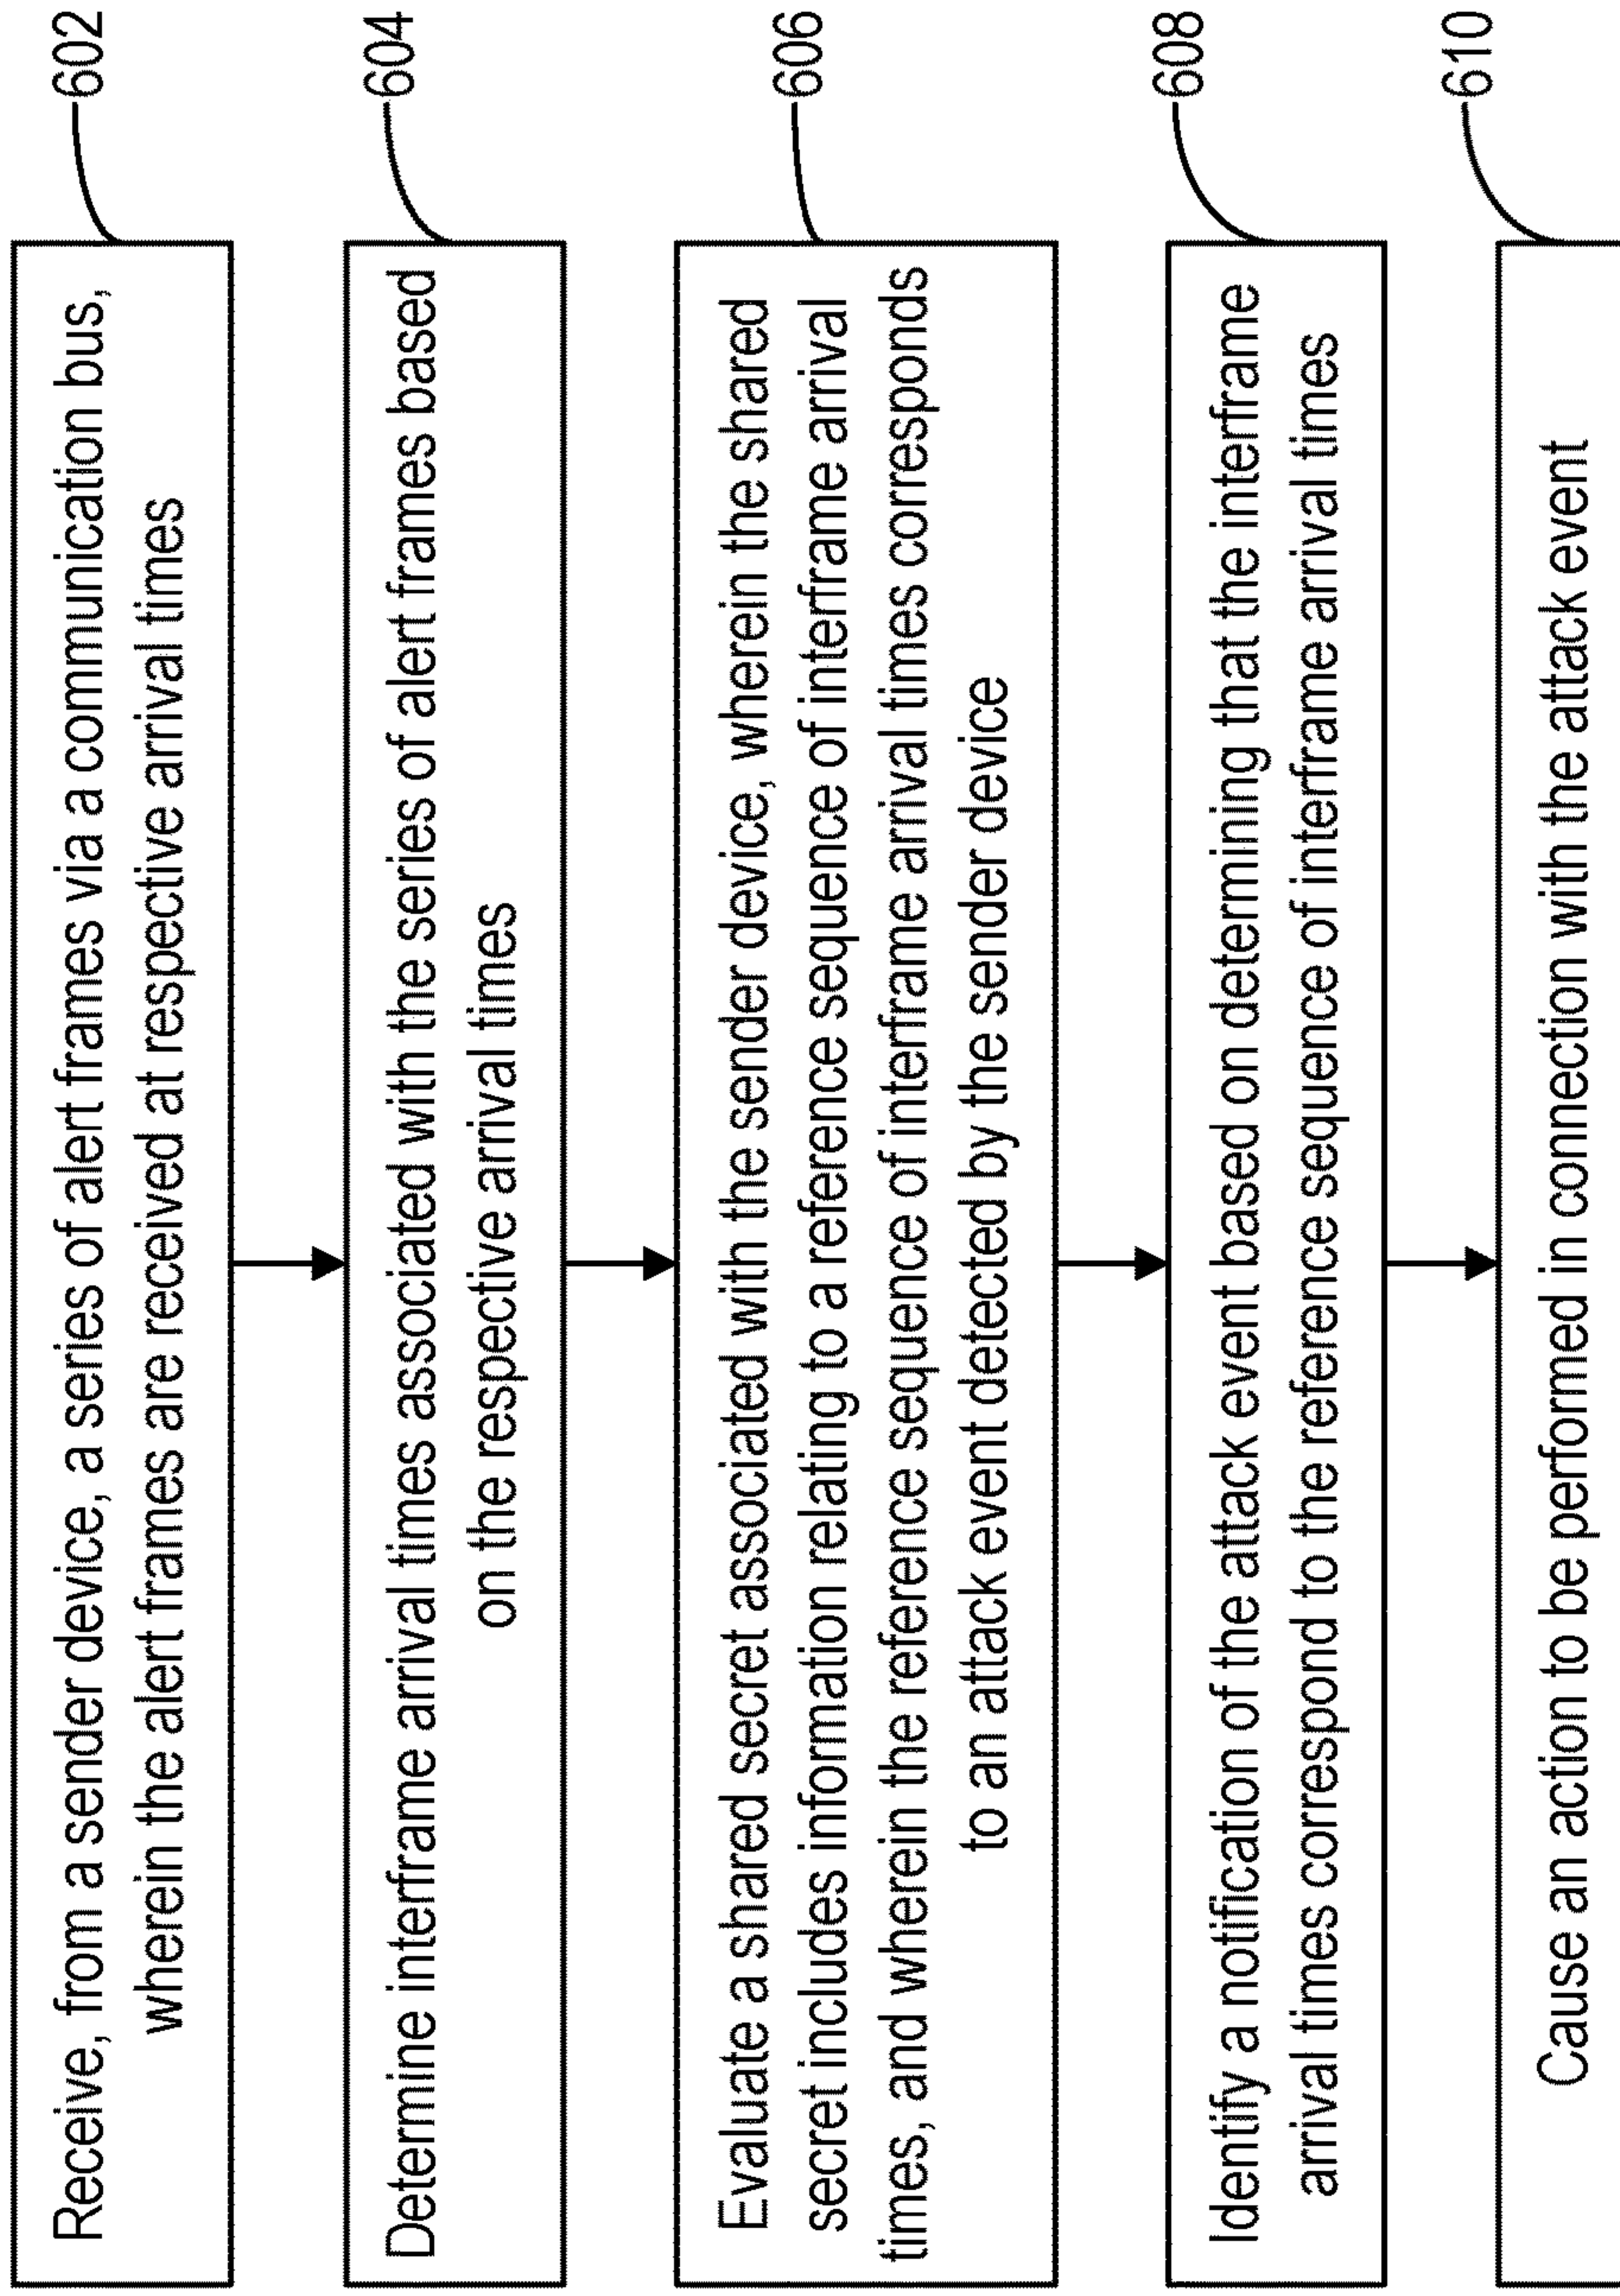 Receive, from a sender device, a series of alert frames via a communication bus,
wherein the alert frames are received at respective arrival times
602
Determine interframe arrival times associated with the series of alert frames based
on the respective arrival times
604
Evaluate a shared secret associated with the sender device, wherein the shared
secret includes information relating to a reference sequence of interframe arrival
times, and wherein the reference sequence of interframe arrival times corresponds
to an attack event detected by the sender device
606
Identify a notification of the attack event based on determining that the interframe
arrival times correspond to the reference sequence of interframe arrival times
608
Cause an action to be performed in connection with the attack event
610